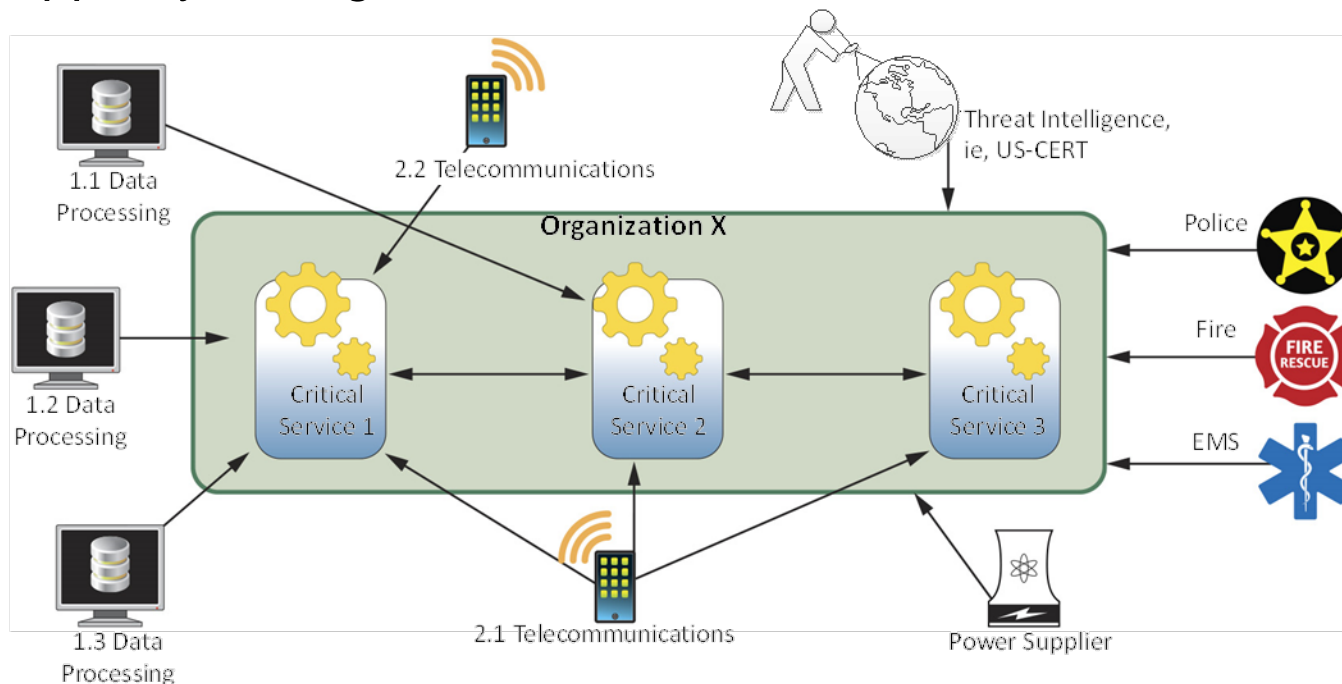 1.1 Data
Processing
2.2 Telecommunications
Threat Intelligence,
ie, US-CERT
Organization X
Police
1.2 Data
Processing
Critical
Service 1
Critical
Service 2
Critical
Service 3
Fire
FIRE
RESCUE
EMS
1.3 Data
Processing
2.1 Telecommunications
Power Supplier